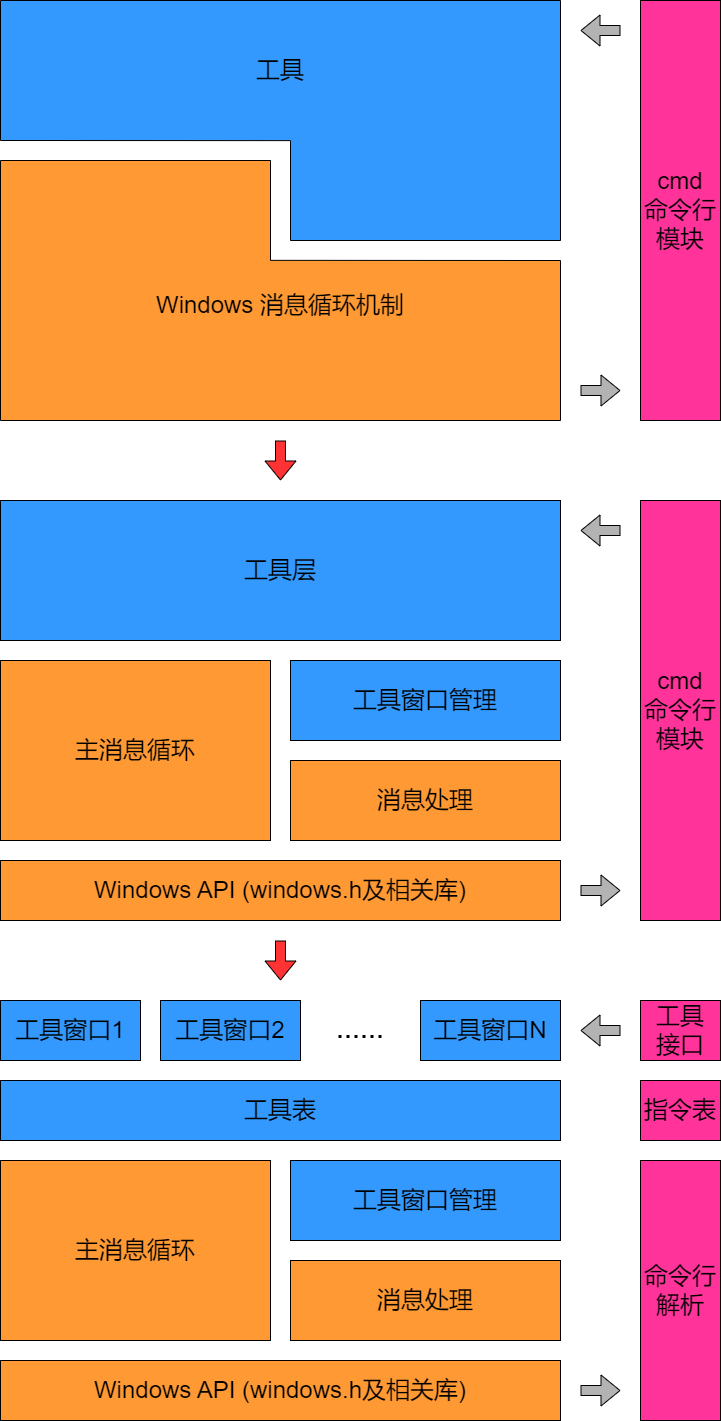 工具
cmd
命令行
模块
Windows 消息循环机制
工具层
cmd
命令行
模块
工具窗口管理
主消息循环
消息处理
Windows API (windows.h及相关库)
工具窗口1
工具窗口2
......
工具窗口N
工具
接口
工具表
指令表
工具窗口管理
主消息循环
消息处理
命令行
解析
Windows API (windows.h及相关库)